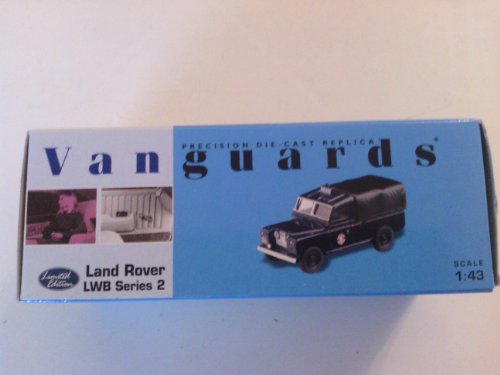 Vanguards®
PRECISION DIE-CAST REPLICA
Limited
Edition
Land Rover
LWB Series 2
SCALE
1:43